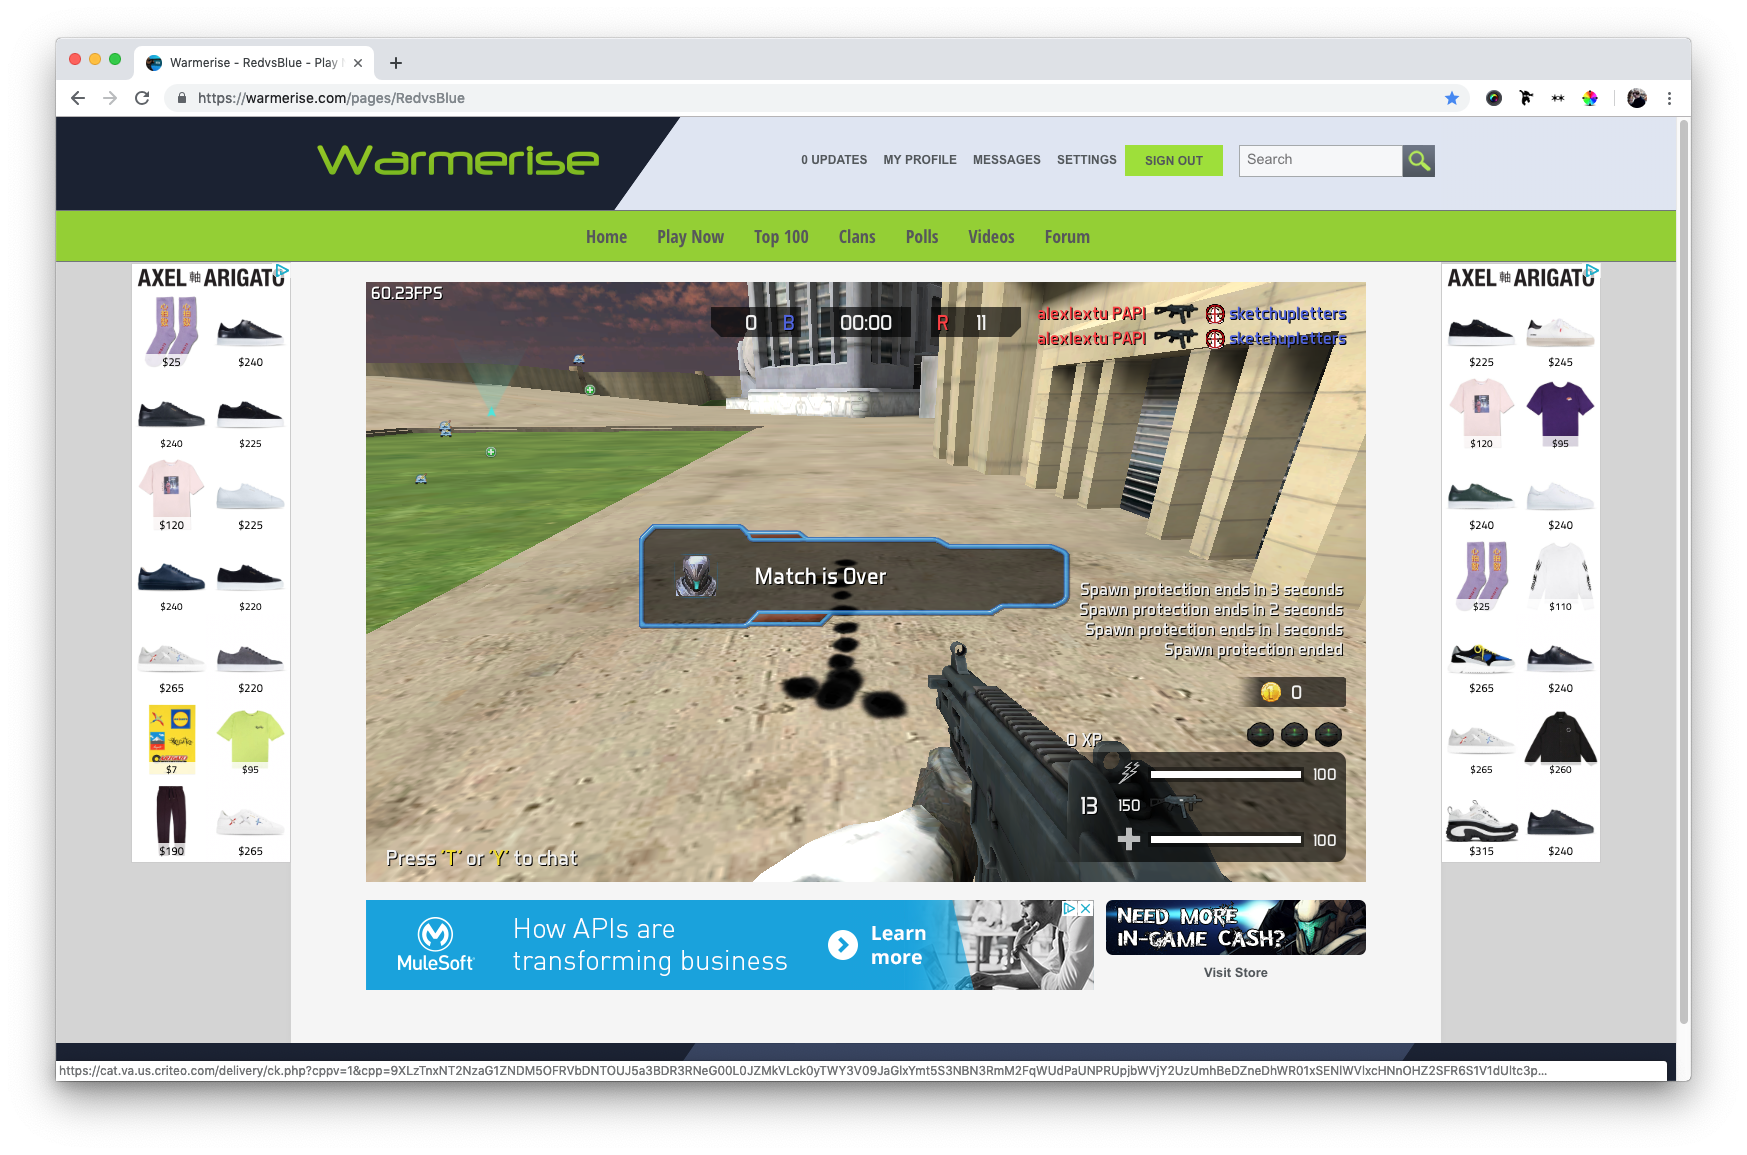 Warmerise - RedvsBlue - Play
https://warmerise.com/pages/RedvsBlue
Warmerise
0 UPDATES MY PROFILE MESSAGES SETTINGS SIGN OUT Search
Home Play Now Top 100 Clans Polls Videos Forum
AXEL 軸 ARIGATO
$25 $240
$240 $225
$120 $225
$240 $220
$265 $220
$7 $95
$190 $265
60.23FPS
0 B 00:00 R 11
alexlextu PAPI sketchupletters
alexlextu PAPI sketchupletters
Match is Over
Spawn protection ends in 3 seconds
Spawn protection ends in 2 seconds
Spawn protection ends in 1 seconds
Spawn protection ended
0
0 XP
100
13 150
100
Press 'T' or 'Y' to chat
AXEL 軸 ARIGATO
$225 $245
$120 $95
$240 $240
$25 $110
$265 $240
$265 $260
$315 $240
MuleSoft
How APIs are
transforming business
Learn
more
NEED MORE
IN-GAME CASH?
Visit Store